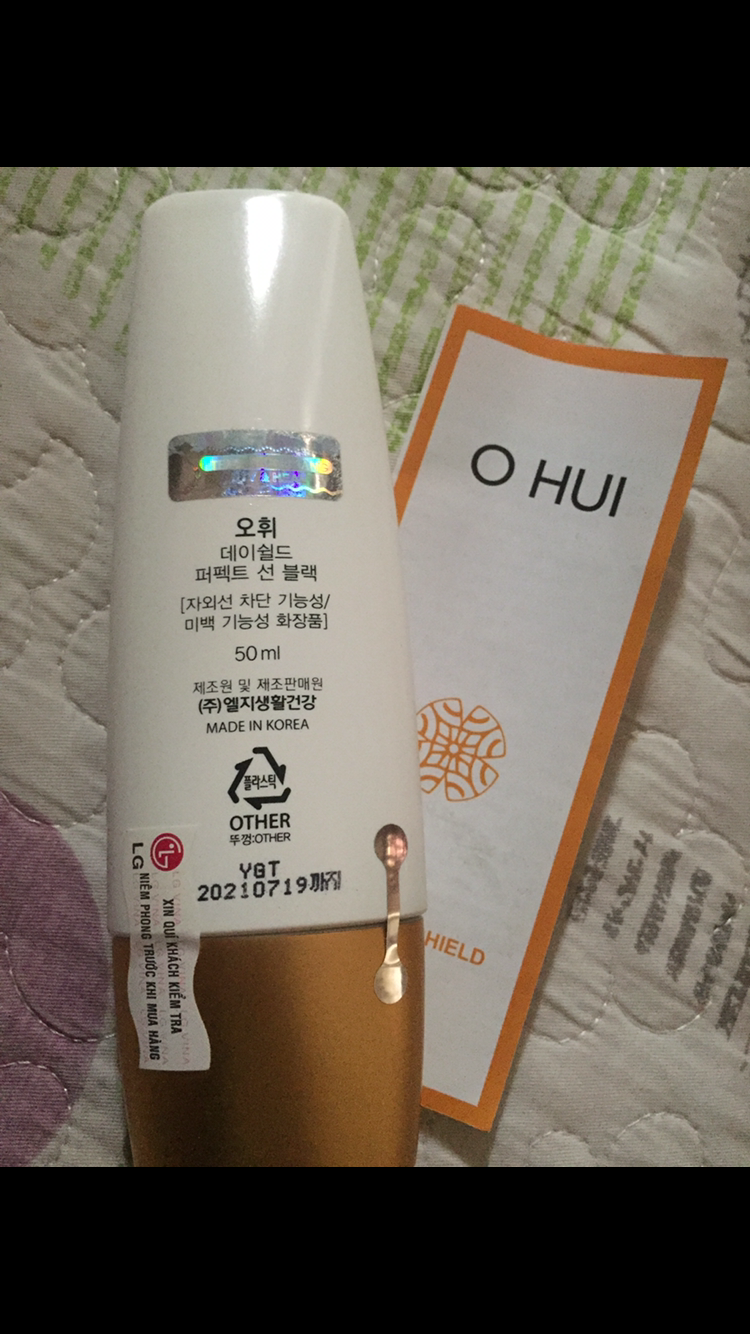 오휘
데이쉴드
퍼펙트 선 블랙
[자외선 차단 기능성/
미백 기능성 화장품]
50ml
제조원 및 제조판매원
(주)엘지생활건강
MADE IN KOREA
플라스틱
OTHER
뚜껑:OTHER
Y8T
20210719까지
LG
XIN QUÍ KHÁCH KIỂM TRA
NIÊM PHONG TRƯỚC KHI MUA HÀNG
O HUI
HIELD